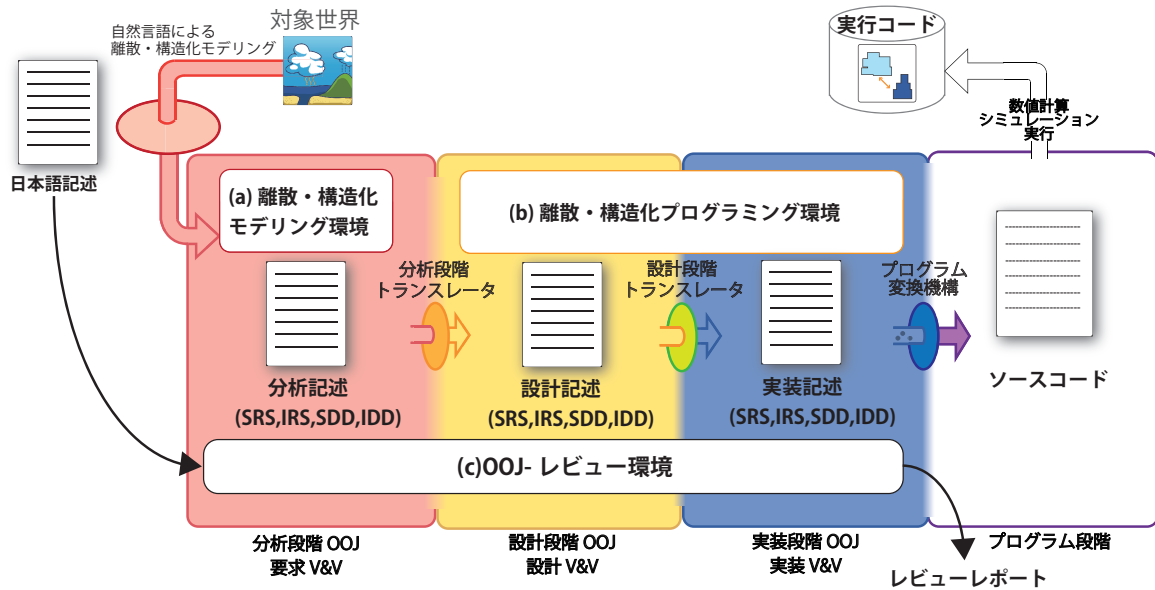 自然言語による
離散・構造化モデリング
対象世界
実行コード
数値計算
シミュレーション
実行
日本語記述
(a) 離散・構造化
モデリング環境
(b) 離散・構造化プログラミング環境
分析段階
トランスレータ
設計段階
トランスレータ
プログラム
変換機構
分析記述
(SRS,IRS,SDD,IDD)
設計記述
(SRS,IRS,SDD,IDD)
実装記述
(SRS,IRS,SDD,IDD)
ソースコード
(c)OOJ- レビュー環境
分析段階 OOJ
要求 V&V
設計段階 OOJ
設計 V&V
実装段階 OOJ
実装 V&V
プログラム段階
レビューレポート